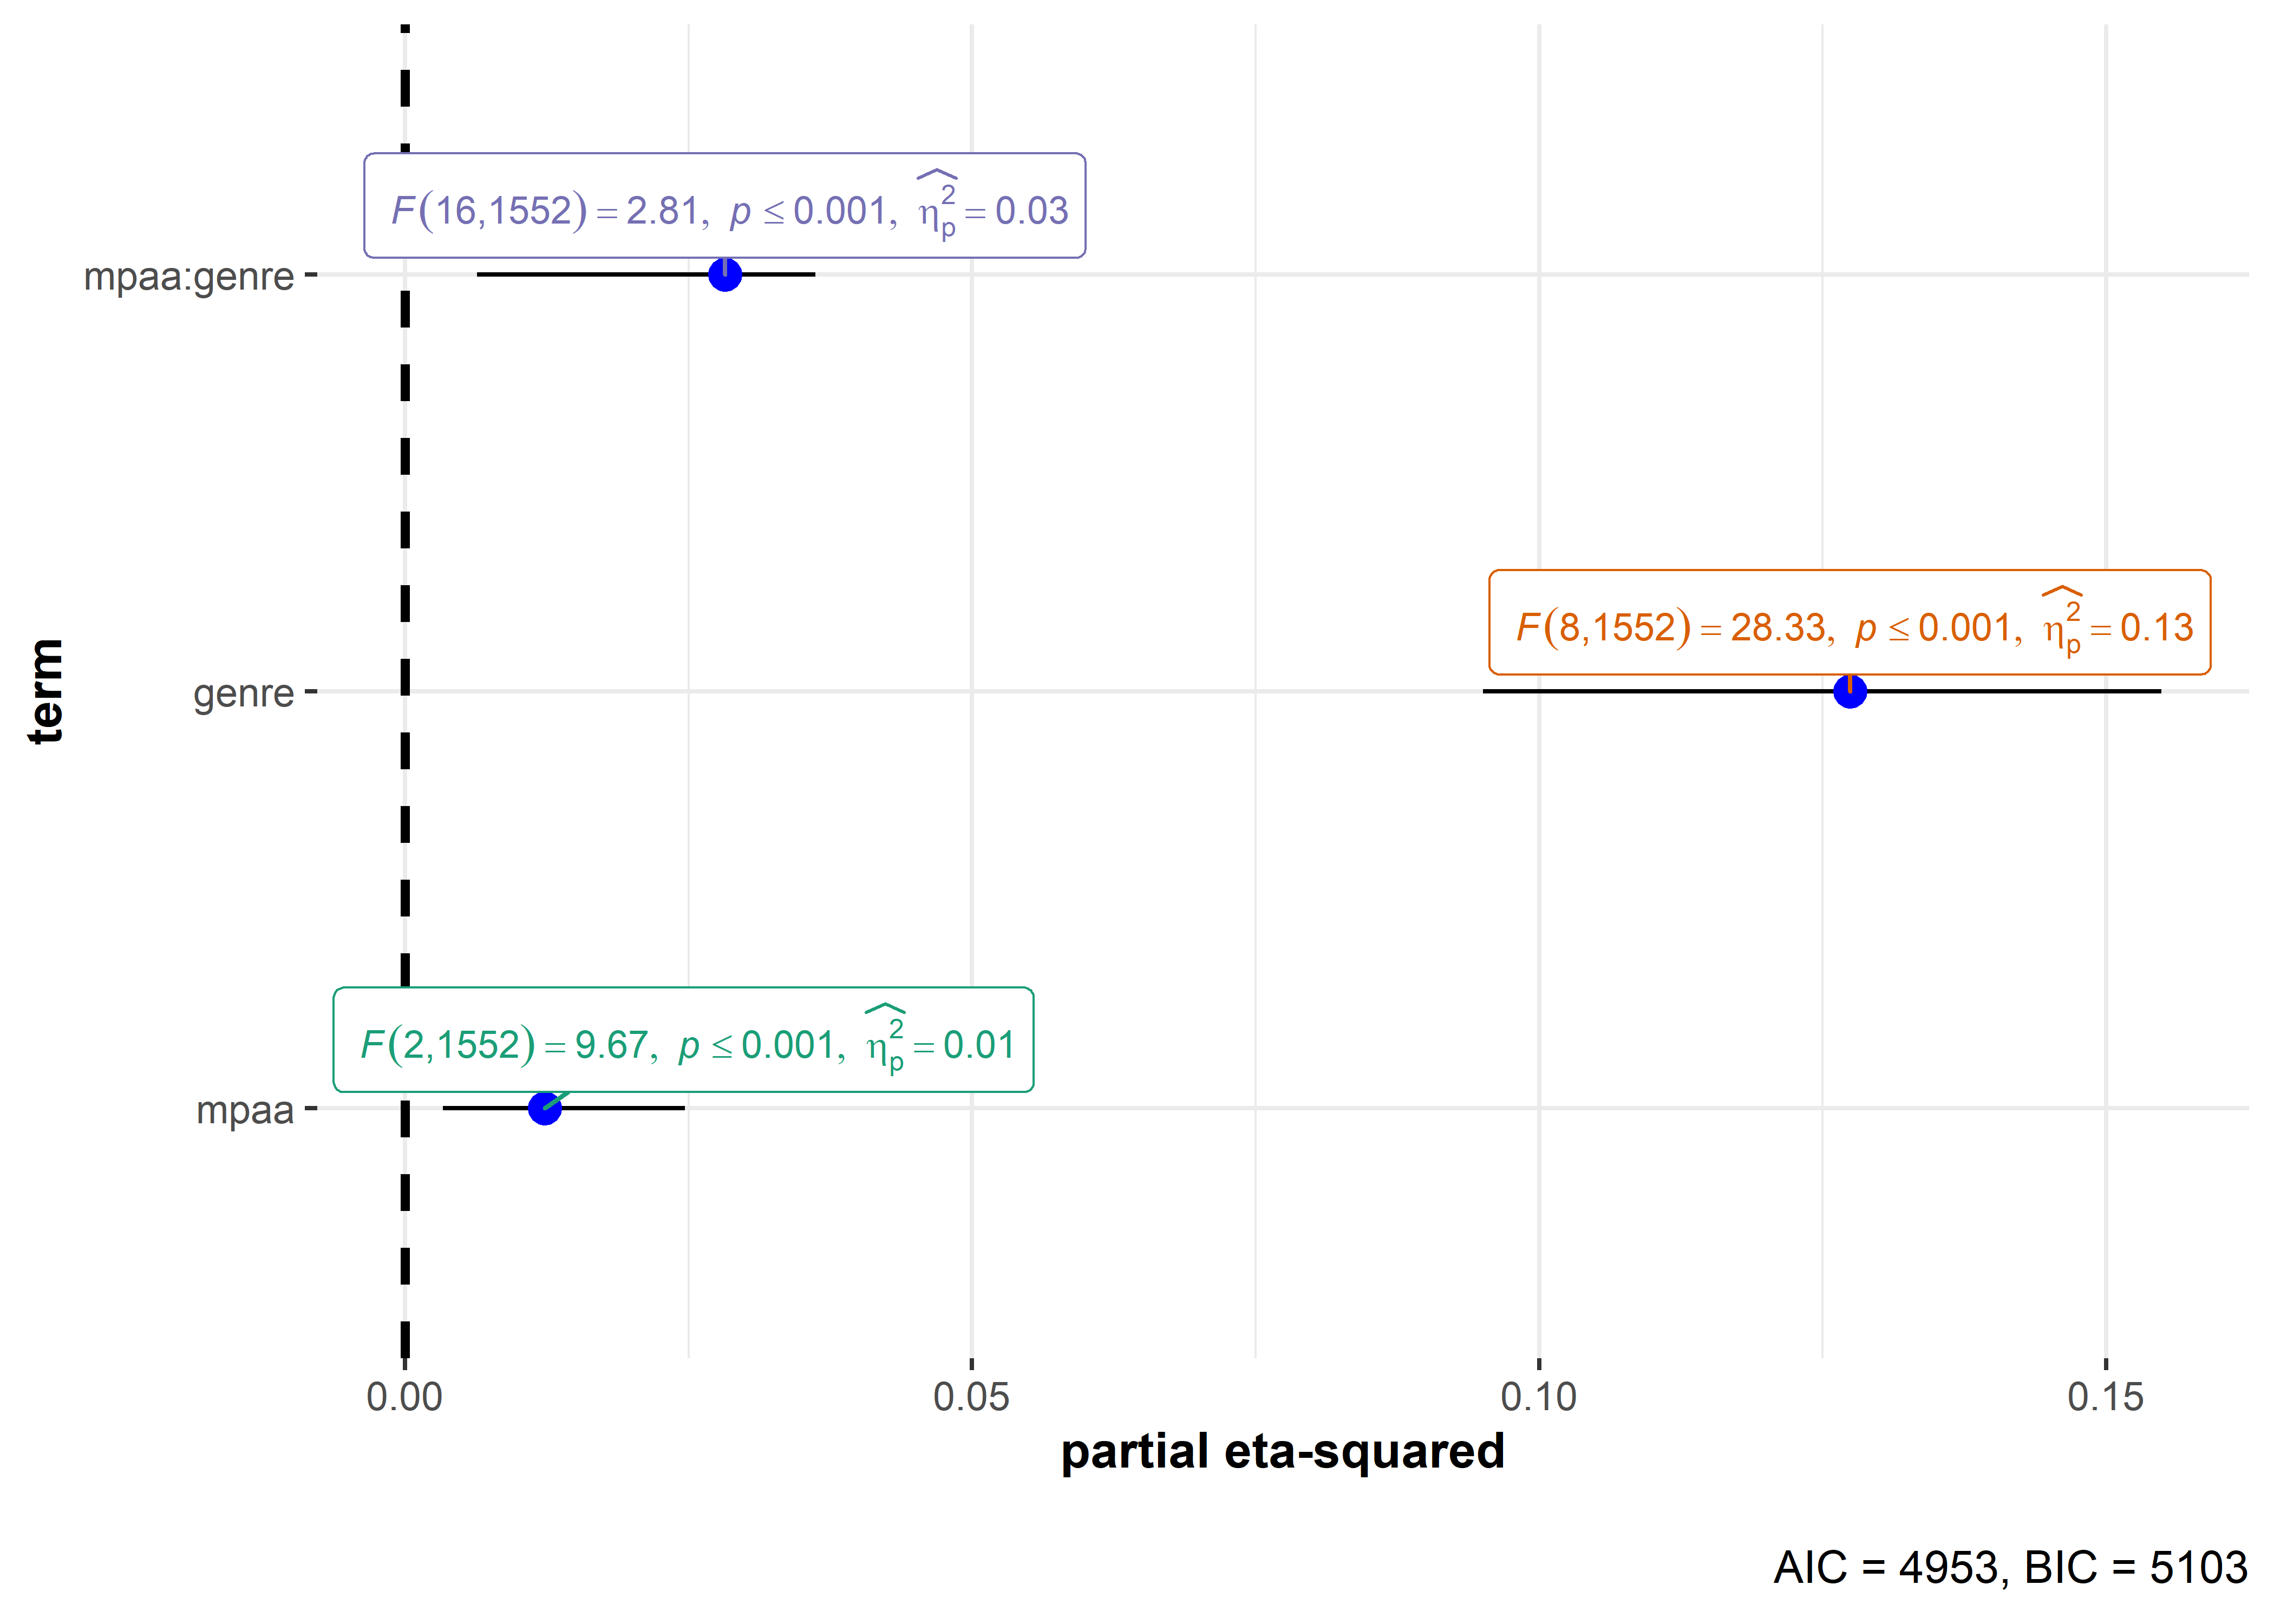 F(16,1552) = 2.81, p ≤ 0.001, η̂²ₚ = 0.03
mpaa:genre
F(8,1552) = 28.33, p ≤ 0.001, η̂²ₚ = 0.13
genre
term
F(2,1552) = 9.67, p ≤ 0.001, η̂²ₚ = 0.01
mpaa
0.00 0.05 0.10 0.15
partial eta-squared
AIC = 4953, BIC = 5103